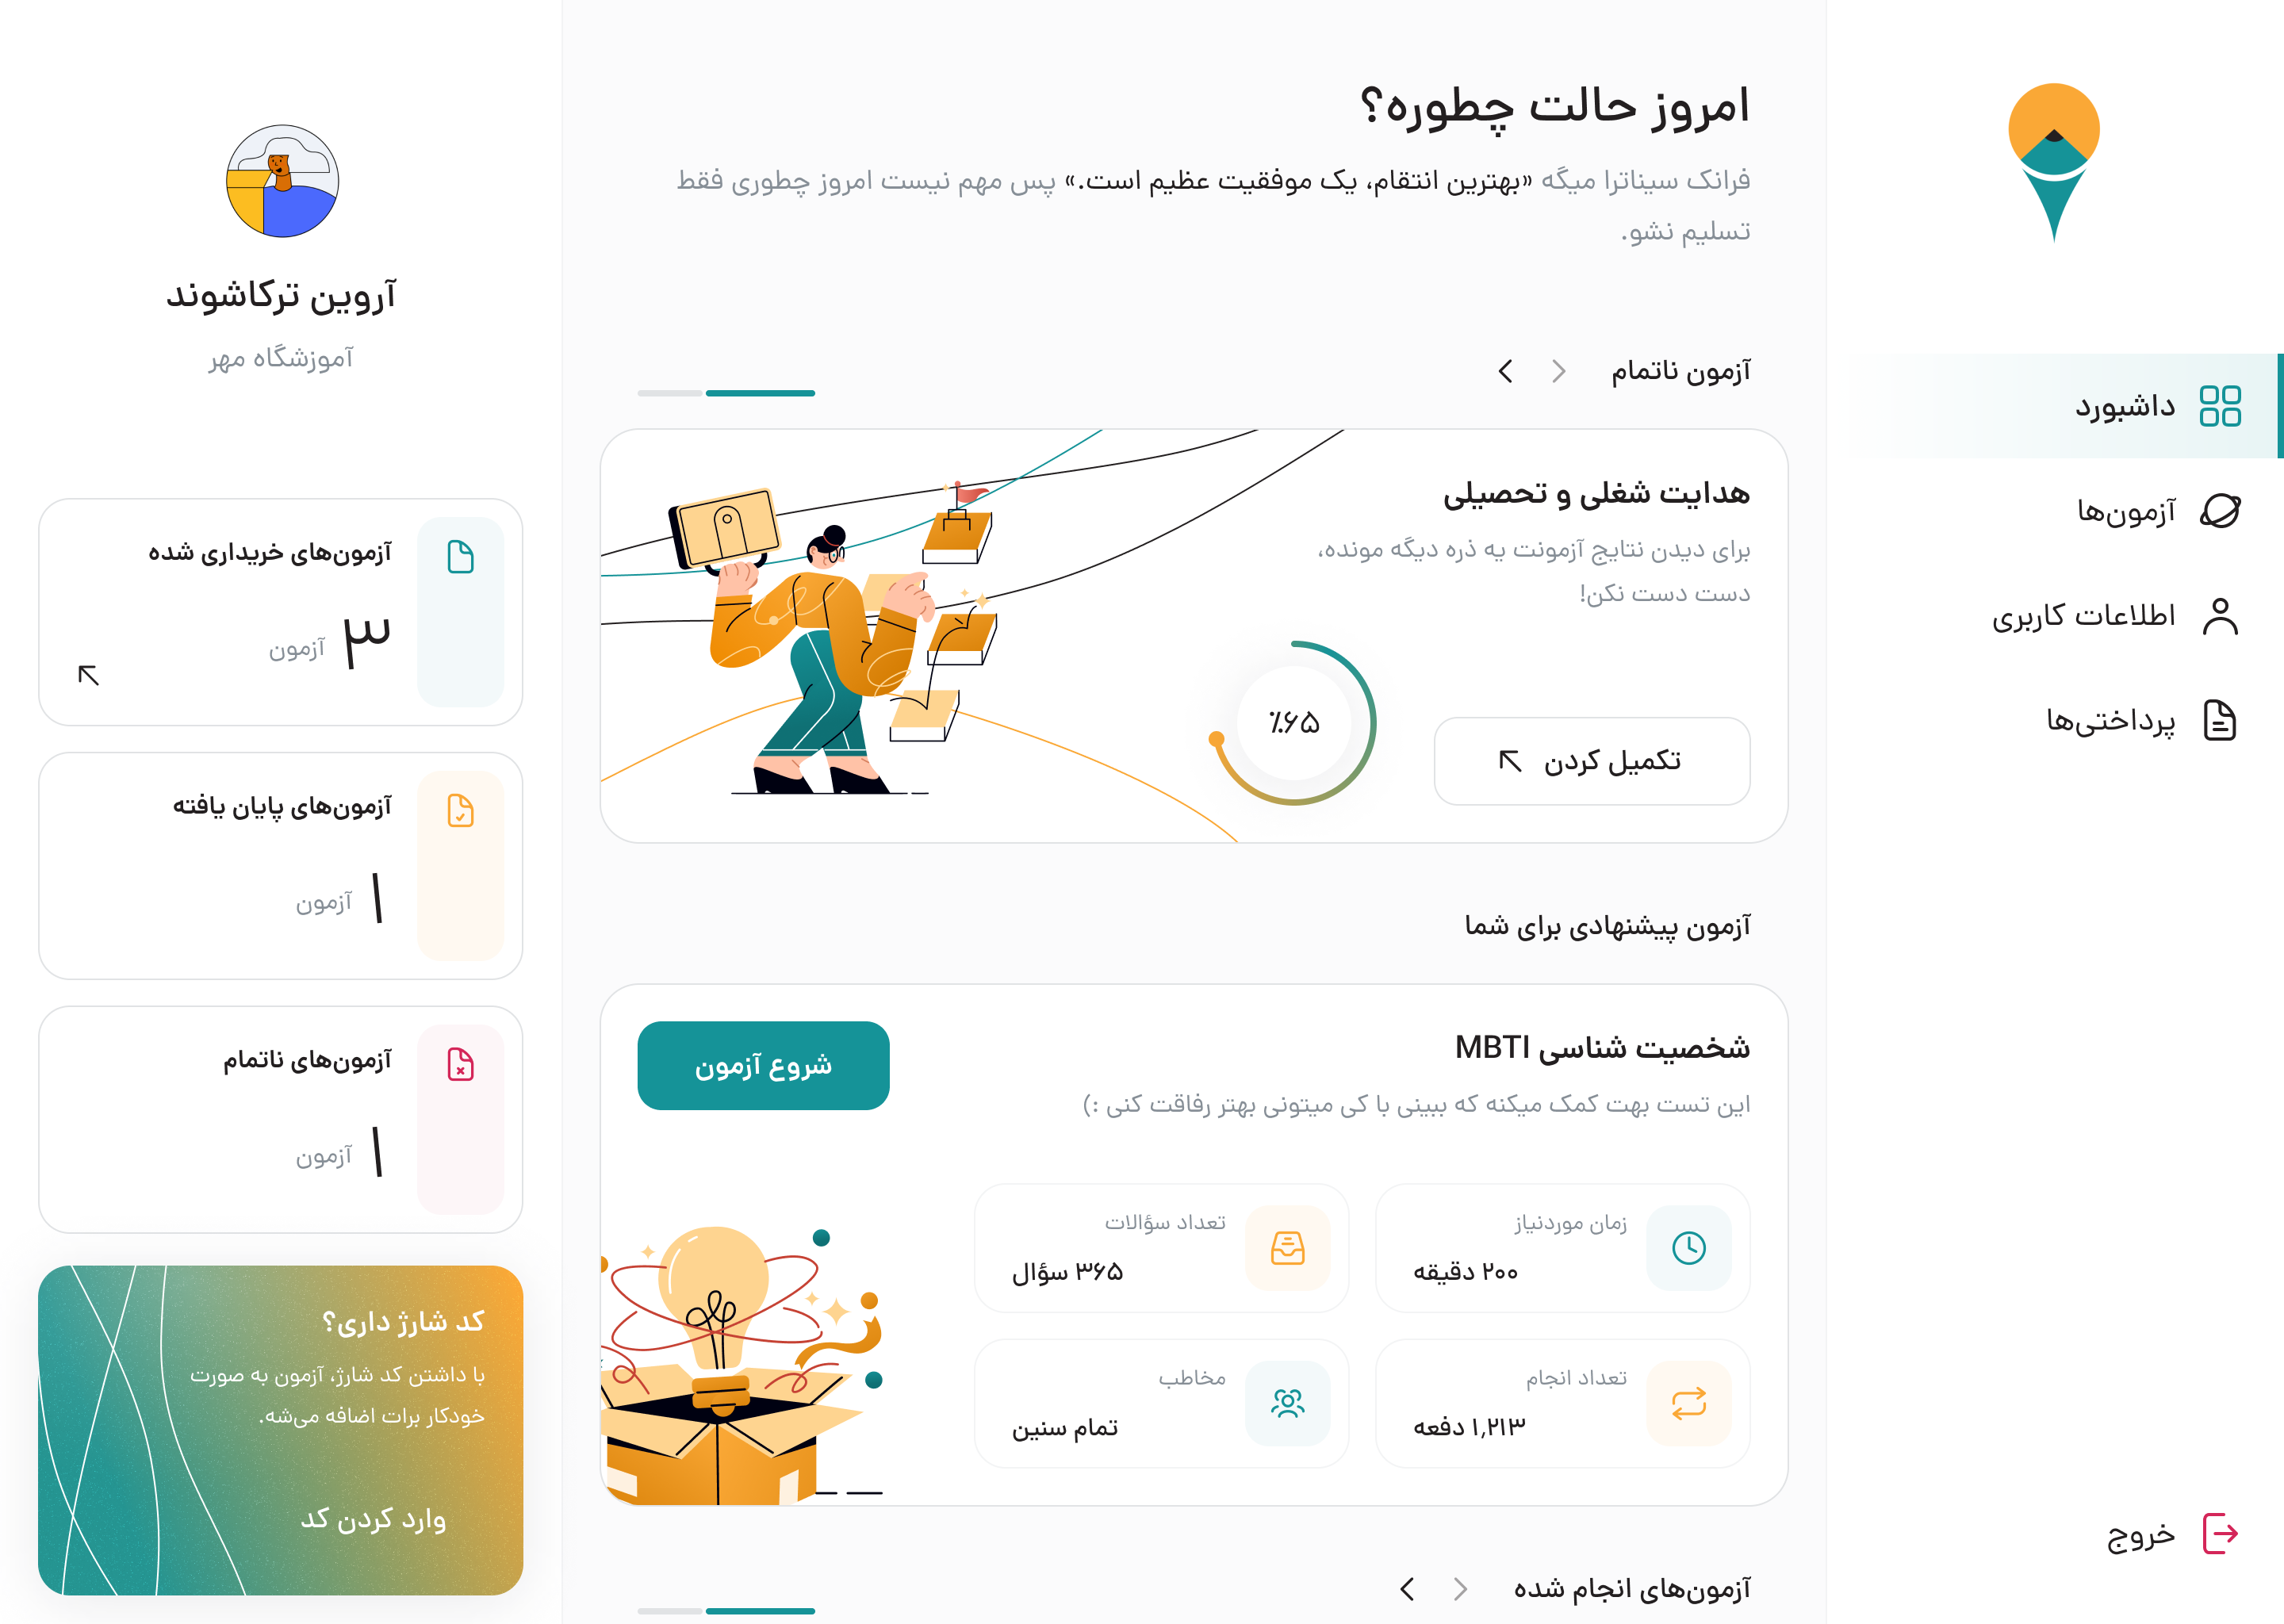 داشبورد
آزمون‌ها
اطلاعات کاربری
پرداختی‌ها
خروج
امروز حالت چطوره؟
فرانک سیناترا میگه «بهترین انتقام، یک موفقیت عظیم است.» پس مهم نیست امروز چطوری فقط
تسلیم نشو.
آزمون ناتمام
هدایت شغلی و تحصیلی
برای دیدن نتایج آزمونت یه ذره دیگه مونده،
دست دست نکن!
تکمیل کردن
٪۶۵
آزمون پیشنهادی برای شما
شخصیت شناسی MBTI
این تست بهت کمک میکنه که ببینی با کی میتونی بهتر رفاقت کنی :)
شروع آزمون
زمان موردنیاز
۲۰۰ دقیقه
تعداد سؤالات
۳۶۵ سؤال
تعداد انجام
۱,۲۱۳ دفعه
مخاطب
تمام سنین
آزمون‌های انجام شده
آروین ترکاشوند
آموزشگاه مهر
آزمون‌های خریداری شده
۳ آزمون
آزمون‌های پایان یافته
۱ آزمون
آزمون‌های ناتمام
۱ آزمون
کد شارژ داری؟
با داشتن کد شارژ، آزمون به صورت
خودکار برات اضافه می‌شه.
وارد کردن کد